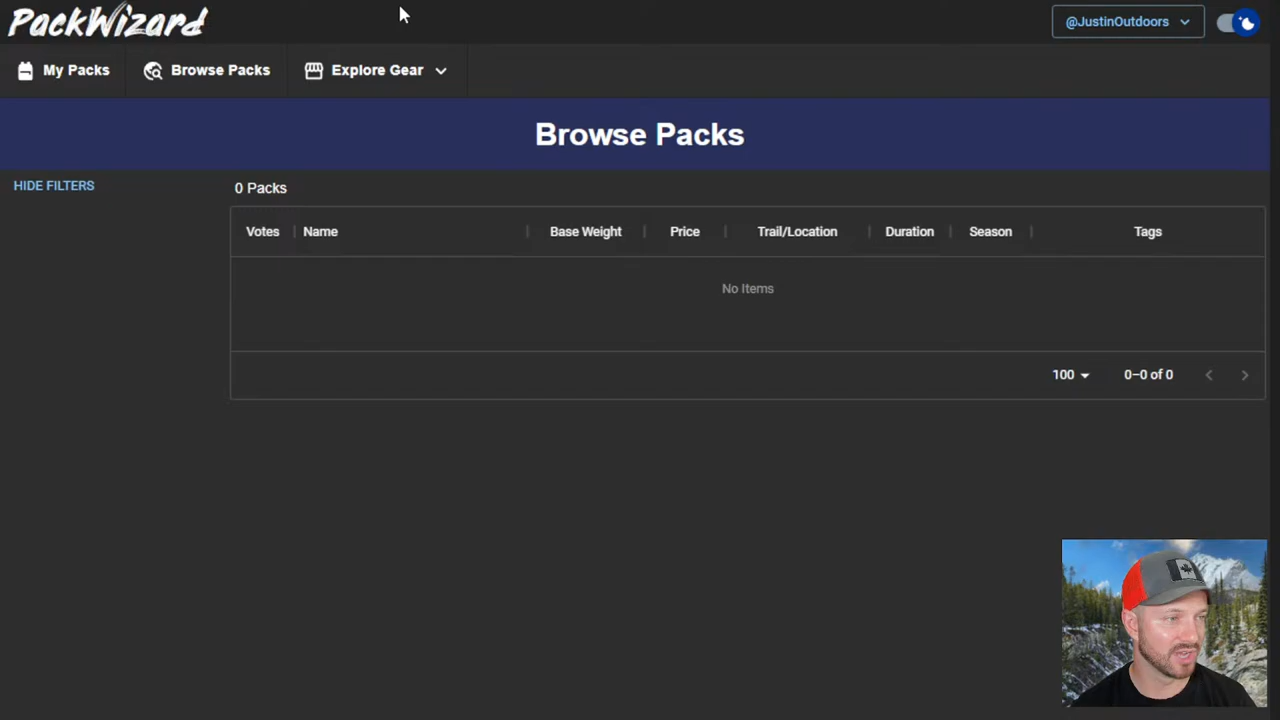 PackWizard
@JustinOutdoors
My Packs
Browse Packs
Explore Gear
Browse Packs
HIDE FILTERS
0 Packs
Votes
Name
Base Weight
Price
Trail/Location
Duration
Season
Tags
No Items
100
0–0 of 0